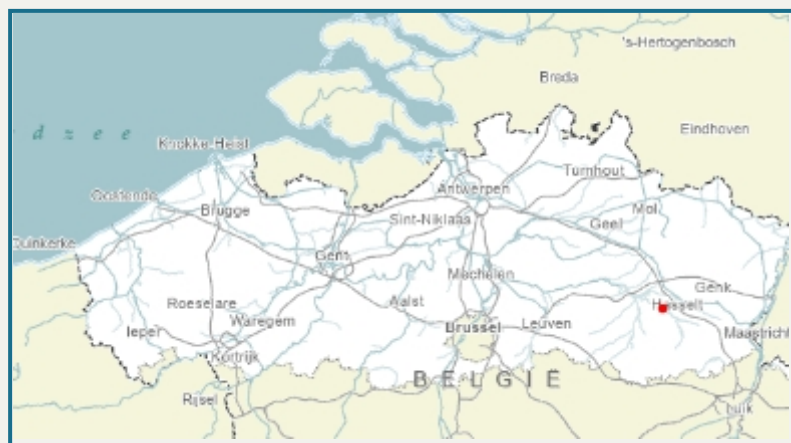 's-Hertogenbosch
Breda
d z e e
Eindhoven
Knokke-Heist
Turnhout
Oostende
Antwerpen
Mol
Brugge
Sint-Niklaas
Geel
Duinkerke
Gent
Mechelen
Genk
Roeselare
Aalst
Hasselt
Ieper
Waregem
Brussel
Leuven
Maastricht
Kortrijk
BELGIË
Rijsel
Luik